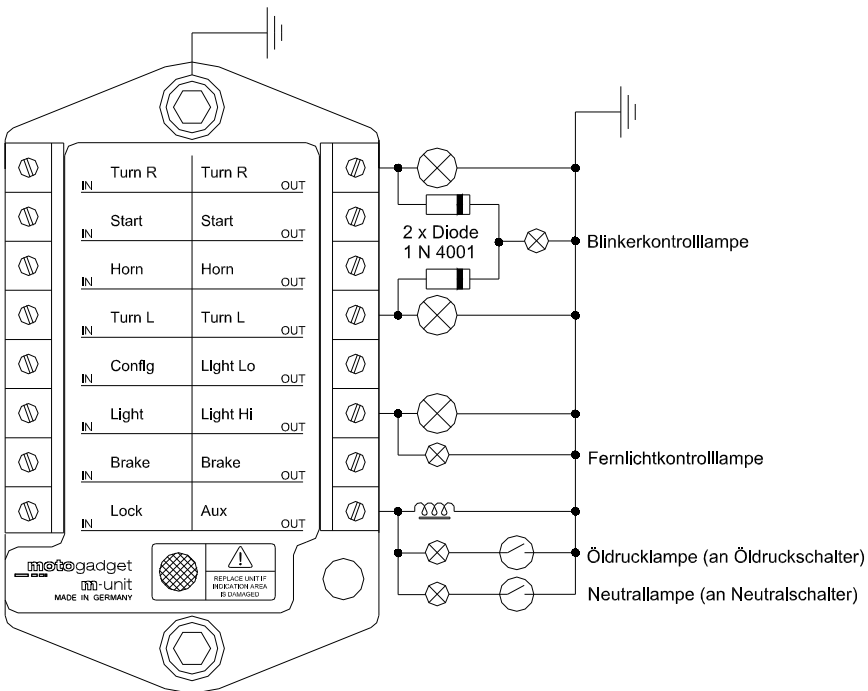 IN Turn R Turn R OUT
IN Start Start OUT
2 x Diode
1 N 4001
Blinkerkontrolllampe
IN Horn Horn OUT
IN Turn L Turn L OUT
IN Config Light Lo OUT
IN Light Light Hi OUT
Fernlichtkontrolllampe
IN Brake Brake OUT
IN Lock Aux OUT
Öldrucklampe (an Öldruckschalter)
Neutrallampe (an Neutralschalter)
motogadget
m-unit
MADE IN GERMANY
REPLACE UNIT IF
INDICATION AREA
IS DAMAGED